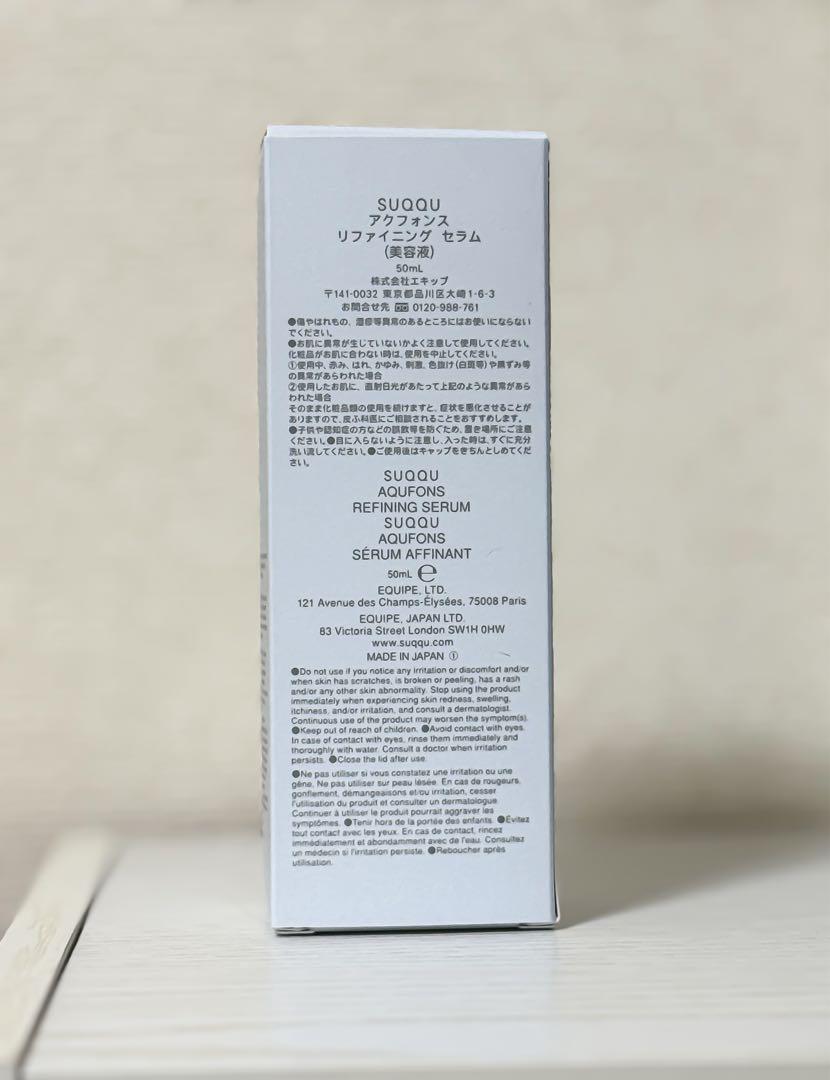 SUQQU
アクフォンス
リファイニング セラム
(美容液)
50mL
株式会社エキップ
〒141-0032 東京都品川区大崎1-6-3
お問合せ先 0120-988-761
●傷やはれもの、湿疹等異常のあるところにはお使いにならない
でください。
●お肌に異常が生じていないかよく注意して使用してください。
化粧品がお肌に合わない時は、使用を中止してください。
①使用中、赤み、はれ、かゆみ、刺激、色抜け(白斑等)や黒ずみ等
の異常があらわれた場合
②使用したお肌に、直射日光があたって上記のような異常があら
われた場合
そのまま化粧品類の使用を続けますと、症状を悪化させることが
ありますので、皮ふ科医にご相談されることをおすすめします。
●子供や認知症の方などの誤飲等を防ぐため、置き場所にご注意
ください。●目に入らないように注意し、入った時は、すぐに充分
洗い流してください。●ご使用後はキャップをきちんとしめてくだ
さい。
SUQQU
AQUFONS
REFINING SERUM
SUQQU
AQUFONS
SÉRUM AFFINANT
50mL ℮
EQUIPE, LTD.
121 Avenue des Champs-Élysées, 75008 Paris
EQUIPE, JAPAN LTD.
83 Victoria Street London SW1H 0HW
www.suqqu.com
MADE IN JAPAN ①
●Do not use if you notice any irritation or discomfort and/or
when skin has scratches, is broken or peeling, has a rash
and/or any other skin abnormality. Stop using the product
immediately when experiencing skin redness, swelling,
itchiness, and/or irritation, and consult a dermatologist.
Continuous use of the product may worsen the symptom(s).
●Keep out of reach of children. ●Avoid contact with eyes.
In case of contact with eyes, rinse them immediately and
thoroughly with water. Consult a doctor when irritation
persists. ●Close the lid after use.
●Ne pas utiliser si vous constatez une irritation ou une
gêne. Ne pas utiliser sur peau lésée. En cas de rougeurs,
gonflement, démangeaisons et/ou irritation, cesser
l'utilisation du produit et consulter un dermatologue.
Continuer à utiliser le produit pourrait aggraver les
symptômes. ●Tenir hors de la portée des enfants. ●Évitez
tout contact avec les yeux. En cas de contact, rincez
immédiatement et abondamment avec de l'eau. Consultez
un médecin si l'irritation persiste. ●Reboucher après
utilisation.